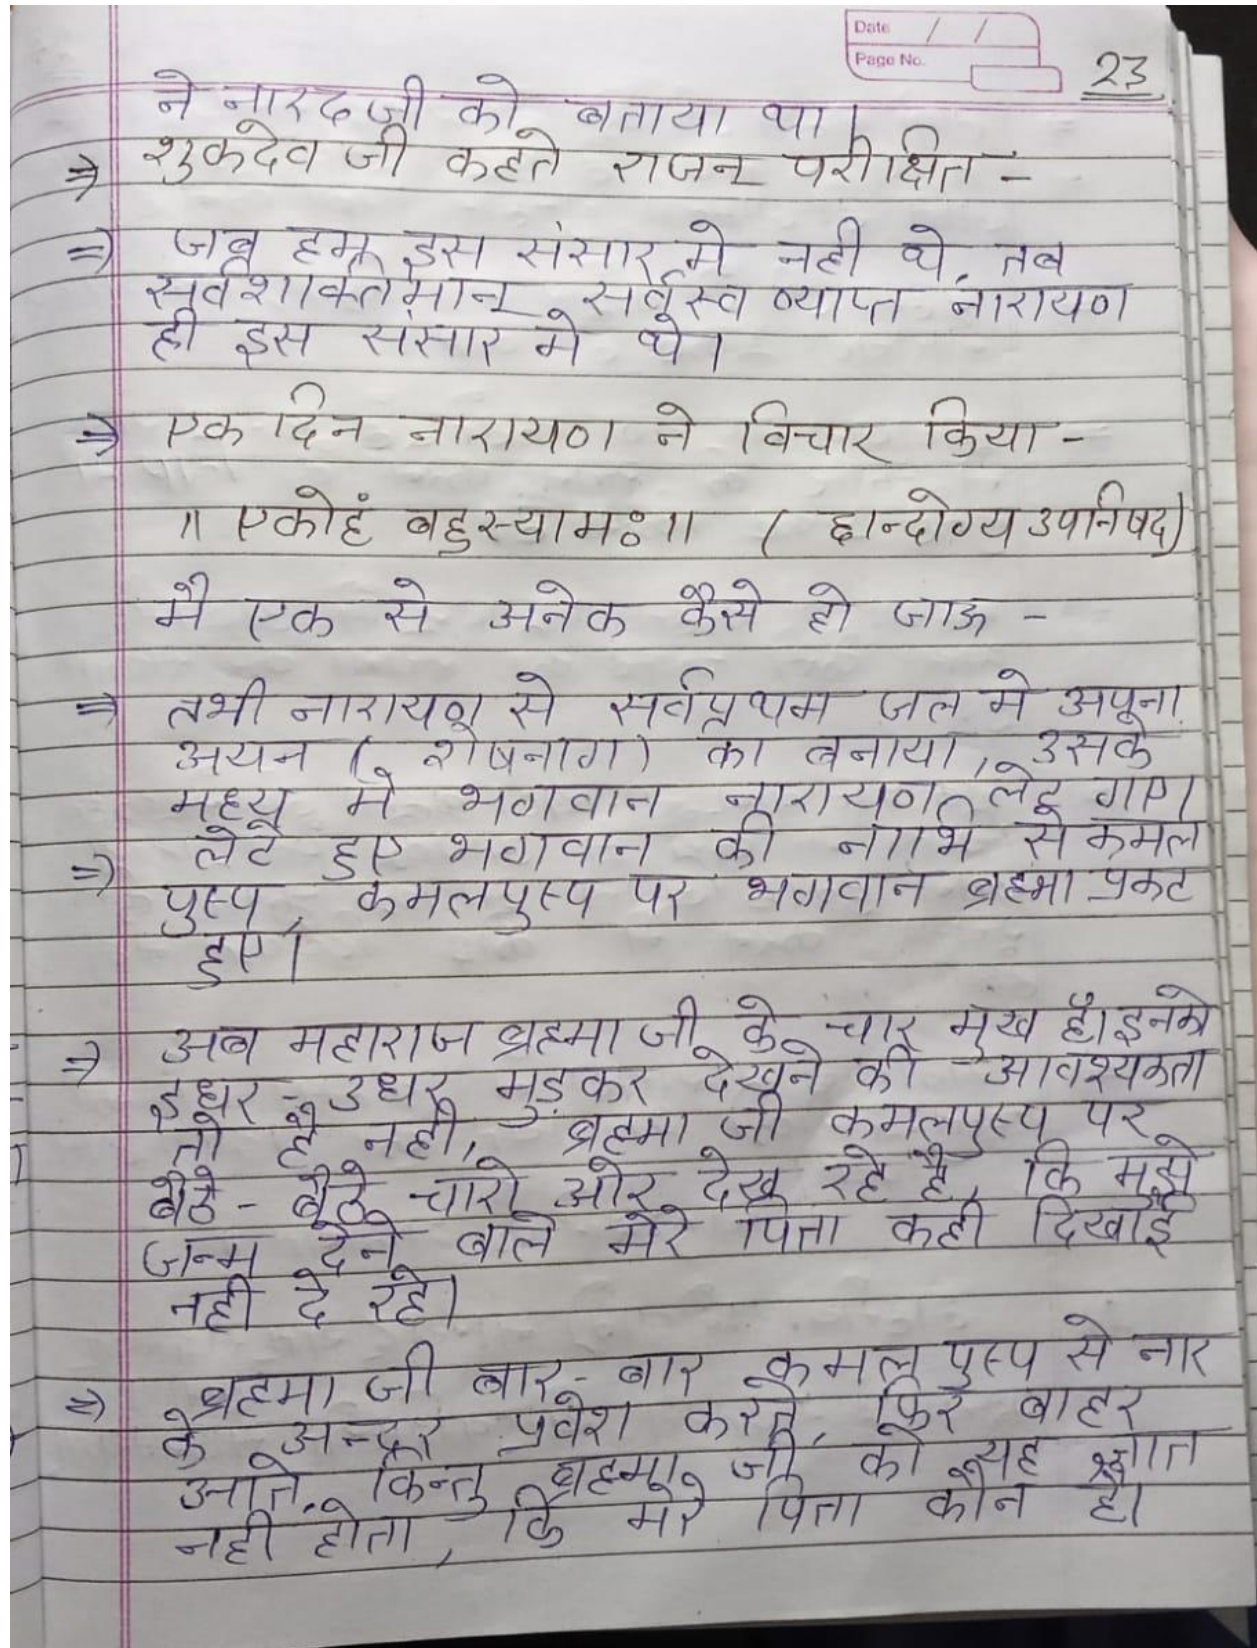 Date / /
Page No.
23
ने नारदजी को बताया था।
⇒ शुकदेव जी कहते राजन् परीक्षित -
⇒ जब हम इस संसार मे नही थे, तब
सर्वशक्तिमान् सर्वस्व व्याप्त नारायण
ही इस संसार मे थे।
⇒ एक दिन नारायण ने विचार किया -
॥ एकोहं बहुस्यामः॥ ( छान्दोग्य उपनिषद)
मै एक से अनेक कैसे हो जाऊ -
⇒ तभी नारायण से सर्वप्रथम जल मे अपना
अयन ( शेषनाग) का बनाया, उसके
मध्य मे भगवान नारायण लेट गए।
⇒ लेटे हुए भगवान की नाभि से कमल
पुष्प, कमलपुष्प पर भगवान ब्रह्मा प्रकट
हुए।
⇒ अब महाराज ब्रह्मा जी के चार मुख है। इनको
इधर - उधर मुड़कर देखने की आवश्यकता
तो है नही, ब्रह्मा जी कमलपुष्प पर
बैठे - बैठे चारो ओर देख रहे है, कि मुझे
जन्म देने बाले मेरे पिता कही दिखाई
नही दे रहे।
⇒ ब्रह्मा जी बार - बार कमल पुष्प से नार
के अन्दर प्रवेश करते, फिर बाहर
आते, किन्तु ब्रह्मा जी को यह ज्ञात
नही होता, कि मेरे पिता कौन है।